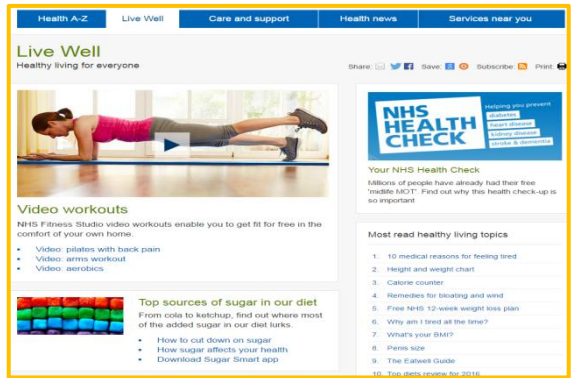 Health A-Z
Live Well
Care and support
Health news
Services near you
Live Well
Healthy living for everyone
Share:
Save:
Subscribe:
Print:
Video workouts
NHS Fitness Studio video workouts enable you to get fit for free in the
comfort of your own home.
Video: pilates with back pain
Video: arms workout
Video: aerobics
Top sources of sugar in our diet
From cola to ketchup, find out where most
of the added sugar in our diet lurks.
How to cut down on sugar
How sugar affects your health
Download Sugar Smart app
NHS
HEALTH
CHECK
Helping you prevent
diabetes
heart disease
kidney disease
stroke & dementia
Your NHS Health Check
Millions of people have already had their free
'midlife MOT'. Find out why this health check-up is
so important
Most read healthy living topics
1. 10 medical reasons for feeling tired
2. Height and weight chart
3. Calorie counter
4. Remedies for bloating and wind
5. Free NHS 12-week weight loss plan
6. Why am I tired all the time?
7. What's your BMI?
8. Penis size
9. The Eatwell Guide
10. Top diets review for 2016